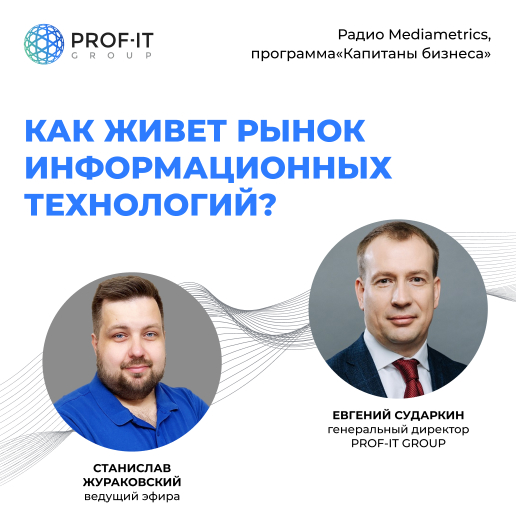 PROF-IT
GROUP
Радио Mediametrics,
программа«Капитаны бизнеса»
КАК ЖИВЕТ РЫНОК
ИНФОРМАЦИОННЫХ
ТЕХНОЛОГИЙ?
ЕВГЕНИЙ СУДАРКИН
генеральный директор
PROF-IT GROUP
СТАНИСЛАВ
ЖУРАКОВСКИЙ
ведущий эфира